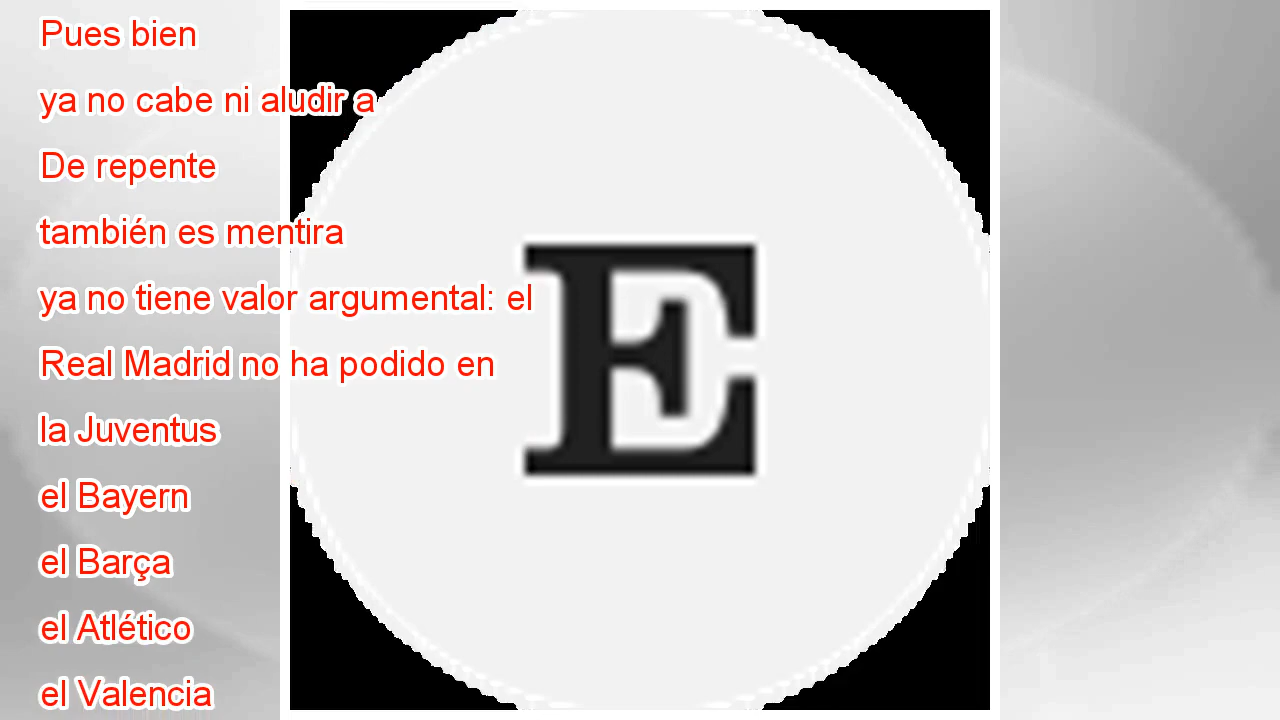 Pues bien
ya no cabe ni aludir a
De repente
también es mentira
ya no tiene valor argumental: el
Real Madrid no ha podido en
la Juventus
el Bayern
el Barça
el Atlético
el Valencia
E